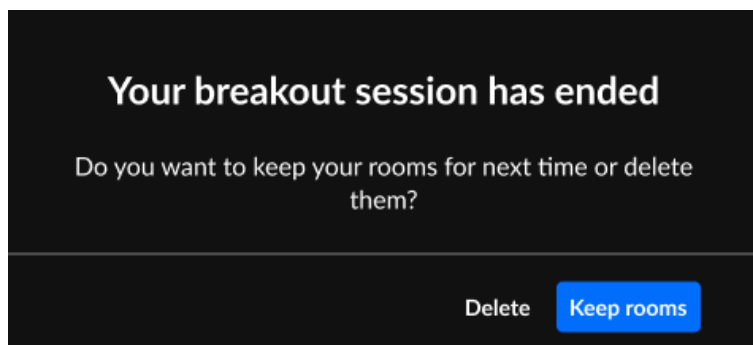 Your breakout session has ended
Do you want to keep your rooms for next time or delete
them?
Delete
Keep rooms